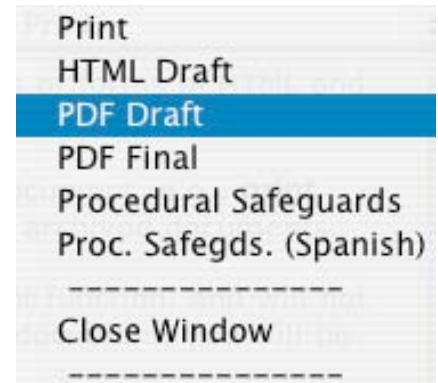 Print
HTML Draft
PDF Draft
PDF Final
Procedural Safeguards
Proc. Safegds. (Spanish)
---------------
Close Window
---------------